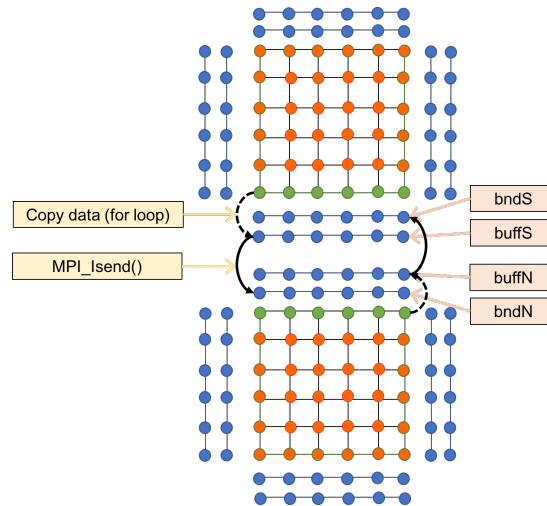 bndS
Copy data (for loop)
buffS
MPI_Isend()
buffN
bndN